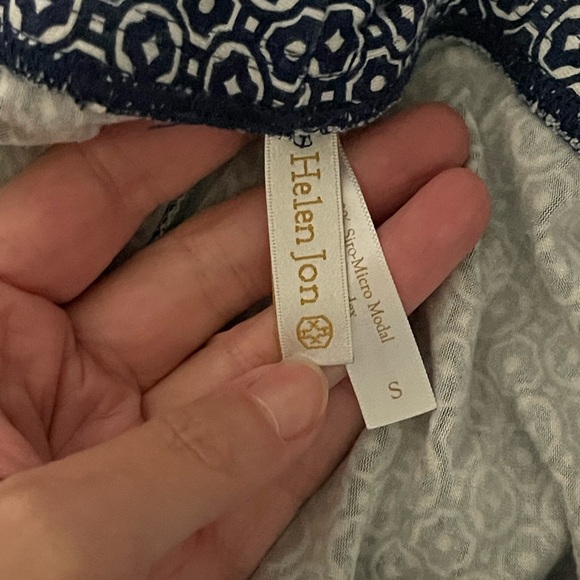 Helen Jon
% Siro-Micro Modal
S